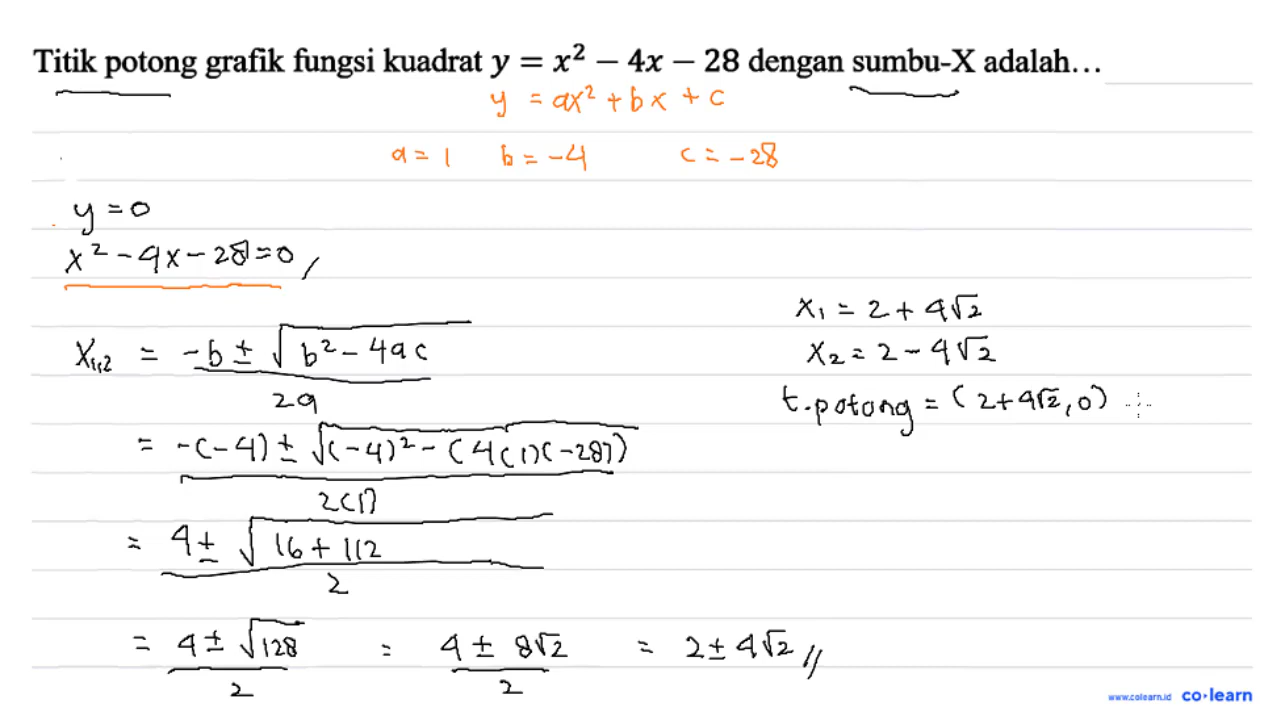 Titik potong grafik fungsi kuadrat y = x² − 4x − 28 dengan sumbu-X adalah...
y = ax² + bx + c
a = 1 b = -4 c = -28
y = 0
x² - 4x - 28 = 0
x₁,₂ = (-b ± √(b² - 4ac)) / 2a
= (-(-4) ± √((-4)² - (4(1)(-28)))) / 2(1)
= (4 ± √(16 + 112)) / 2
= (4 ± √128) / 2 = (4 ± 8√2) / 2 = 2 ± 4√2 //
x₁ = 2 + 4√2
x₂ = 2 - 4√2
t.potong = (2 + 4√2, 0)
www.colearn.id co·learn